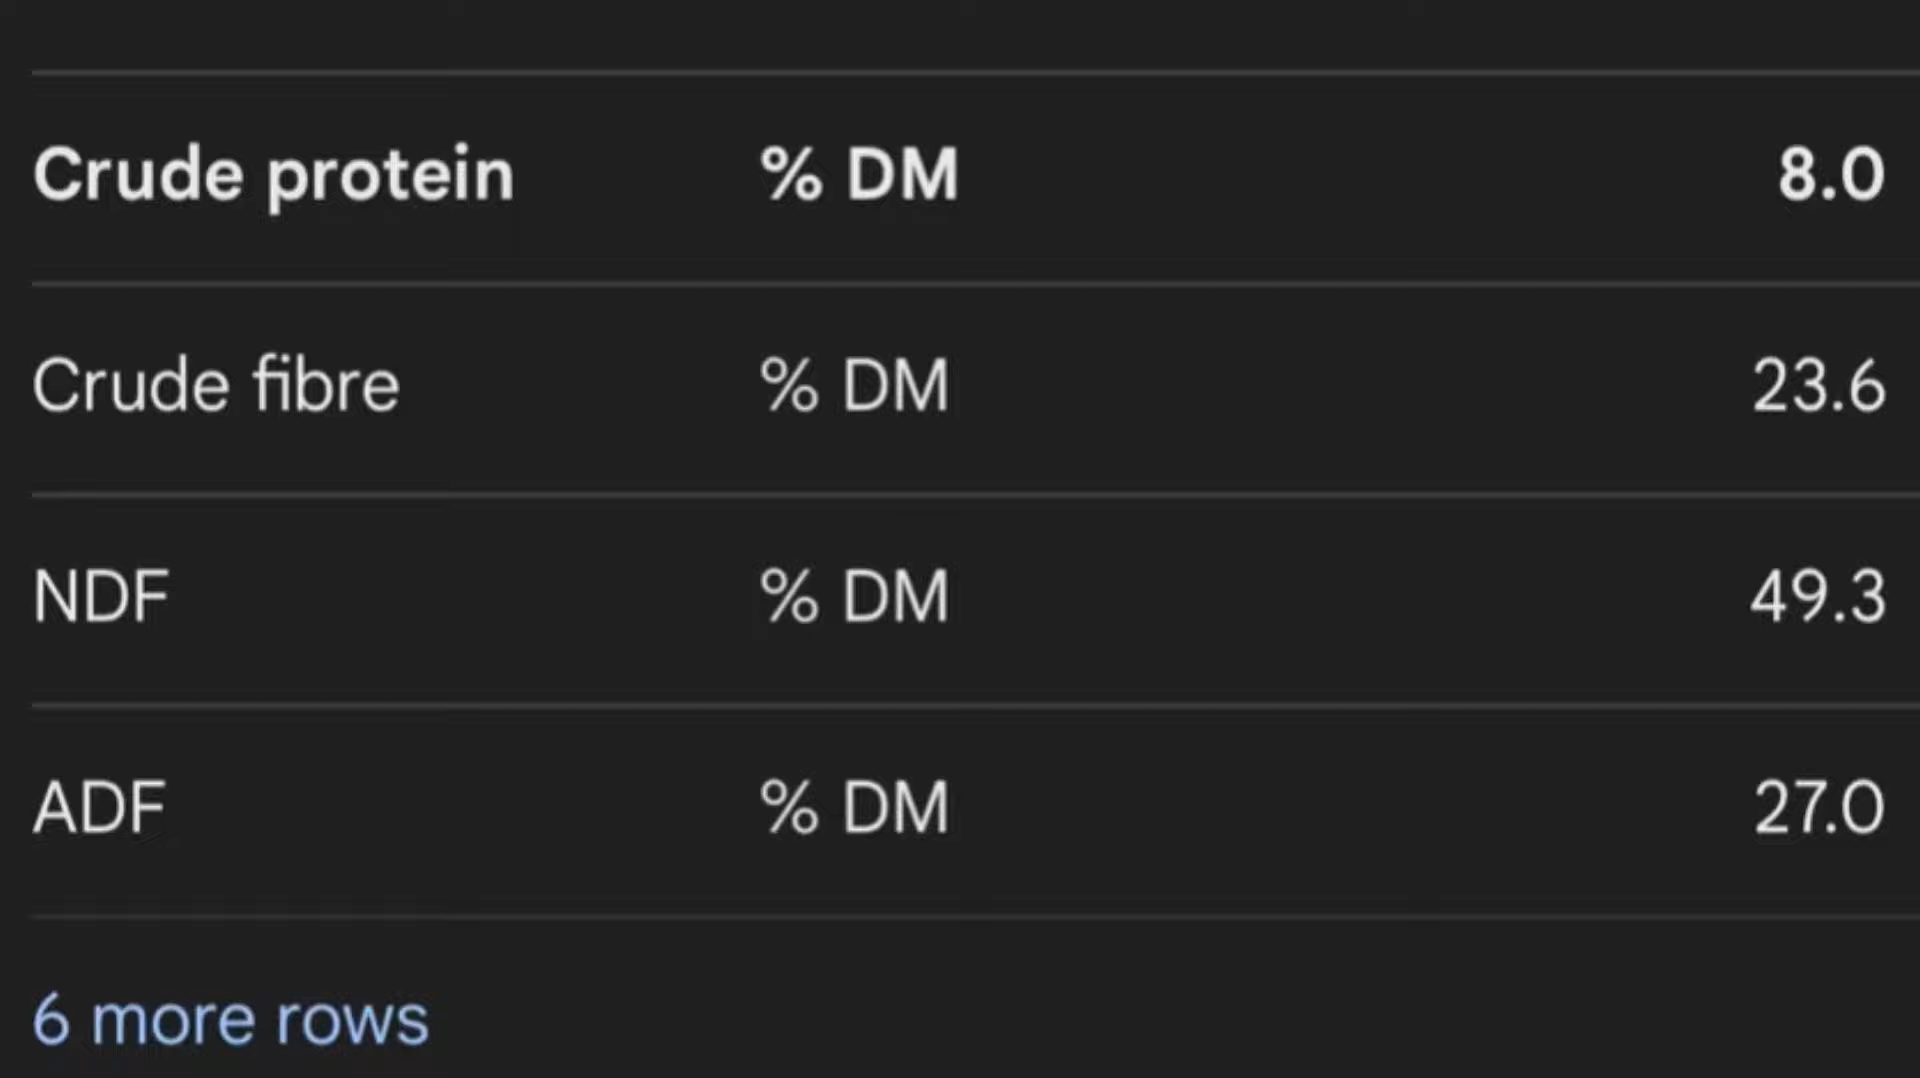 Crude protein % DM 8.0
Crude fibre % DM 23.6
NDF % DM 49.3
ADF % DM 27.0
6 more rows